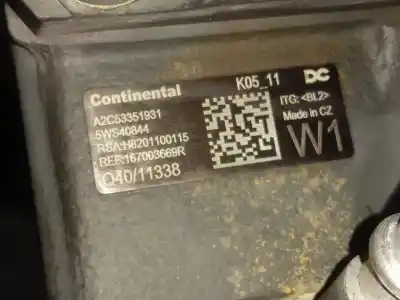 Continental
K05_11
DC
A2C53351931
5WS40844
RSA:H8201100115
REF:167003669R
Q40/11338
ITG: <BL2>
Made in CZ
W1